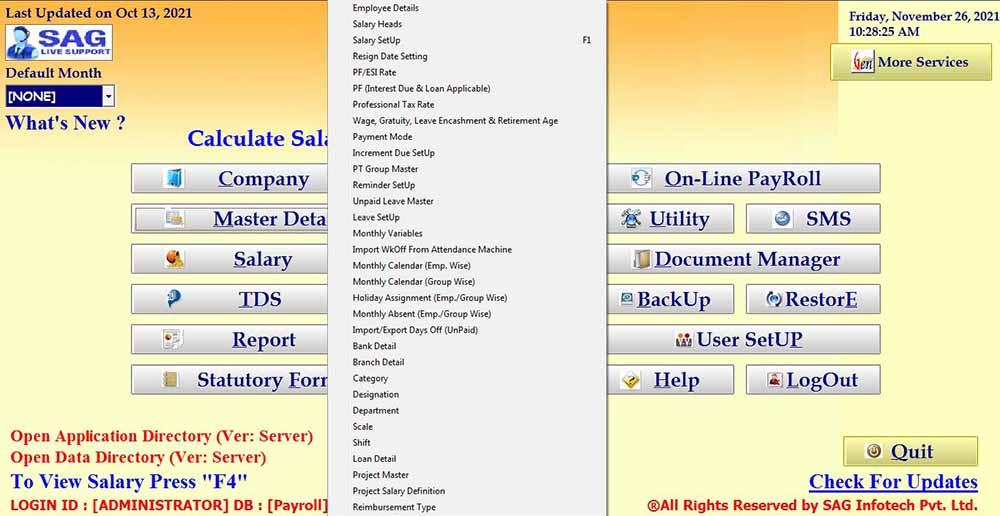 Last Updated on Oct 13, 2021
SAG
LIVE SUPPORT
Default Month
[NONE]
What's New ?
Calculate Sala
Company
Master Deta
Salary
TDS
Report
Statutory Form
Open Application Directory (Ver: Server)
Open Data Directory (Ver: Server)
To View Salary Press "F4"
LOGIN ID : [ADMINISTRATOR] DB : [Payroll]
Employee Details
Salary Heads
Salary SetUp F1
Resign Date Setting
PF/ESI Rate
PF (Interest Due & Loan Applicable)
Professional Tax Rate
Wage, Gratuity, Leave Encashment & Retirement Age
Payment Mode
Increment Due SetUp
PT Group Master
Reminder SetUp
Unpaid Leave Master
Leave SetUp
Monthly Variables
Import WkOff From Attendance Machine
Monthly Calendar (Emp. Wise)
Monthly Calendar (Group Wise)
Holiday Assignment (Emp./Group Wise)
Monthly Absent (Emp./Group Wise)
Import/Export Days Off (UnPaid)
Bank Detail
Branch Detail
Category
Designation
Department
Scale
Shift
Loan Detail
Project Master
Project Salary Definition
Reimbursement Type
Friday, November 26, 2021
10:28:25 AM
Gen More Services
On-Line PayRoll
Utility
SMS
Document Manager
BackUp
RestorE
User SetUP
Help
LogOut
Quit
Check For Updates
®All Rights Reserved by SAG Infotech Pvt. Ltd.